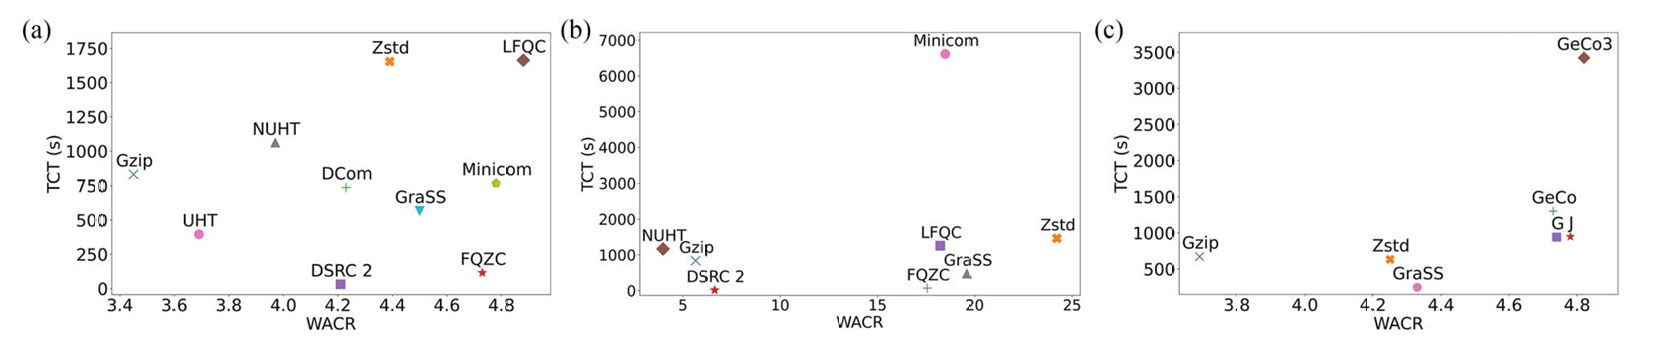 (a)
1750
1500
1250
1000
750
500
250
0
TCT (s)
Zstd
LFQC
NUHT
Gzip
DCom
Minicom
GraSS
UHT
FQZC
DSRC 2
3.4 3.6 3.8 4.0 4.2 4.4 4.6 4.8
WACR
(b)
7000
6000
5000
4000
3000
2000
1000
0
TCT (s)
Minicom
Zstd
NUHT
LFQC
Gzip
GraSS
DSRC 2
FQZC
5 10 15 20 25
WACR
(c)
3500
3000
2500
2000
1500
1000
500
TCT (s)
GeCo3
GeCo
G J
Gzip
Zstd
GraSS
3.8 4.0 4.2 4.4 4.6 4.8
WACR